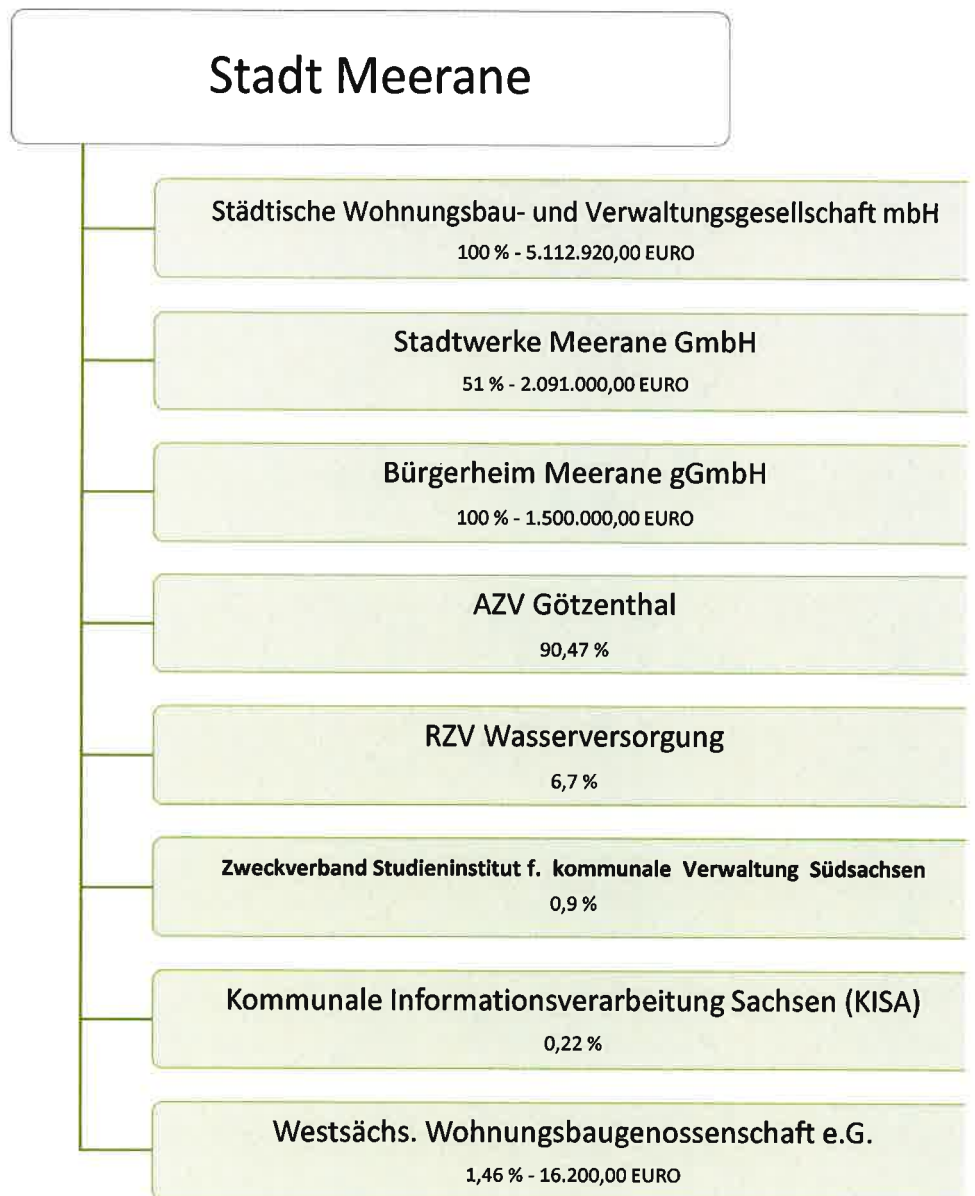 Stadt Meerane
Städtische Wohnungsbau- und Verwaltungsgesellschaft mbH
100 % - 5.112.920,00 EURO
Stadtwerke Meerane GmbH
51 % - 2.091.000,00 EURO
Bürgerheim Meerane gGmbH
100 % - 1.500.000,00 EURO
AZV Götzenthal
90,47 %
RZV Wasserversorgung
6,7 %
Zweckverband Studieninstitut f. kommunale Verwaltung Südsachsen
0,9 %
Kommunale Informationsverarbeitung Sachsen (KISA)
0,22 %
Westsächs. Wohnungsbaugenossenschaft e.G.
1,46 % - 16.200,00 EURO